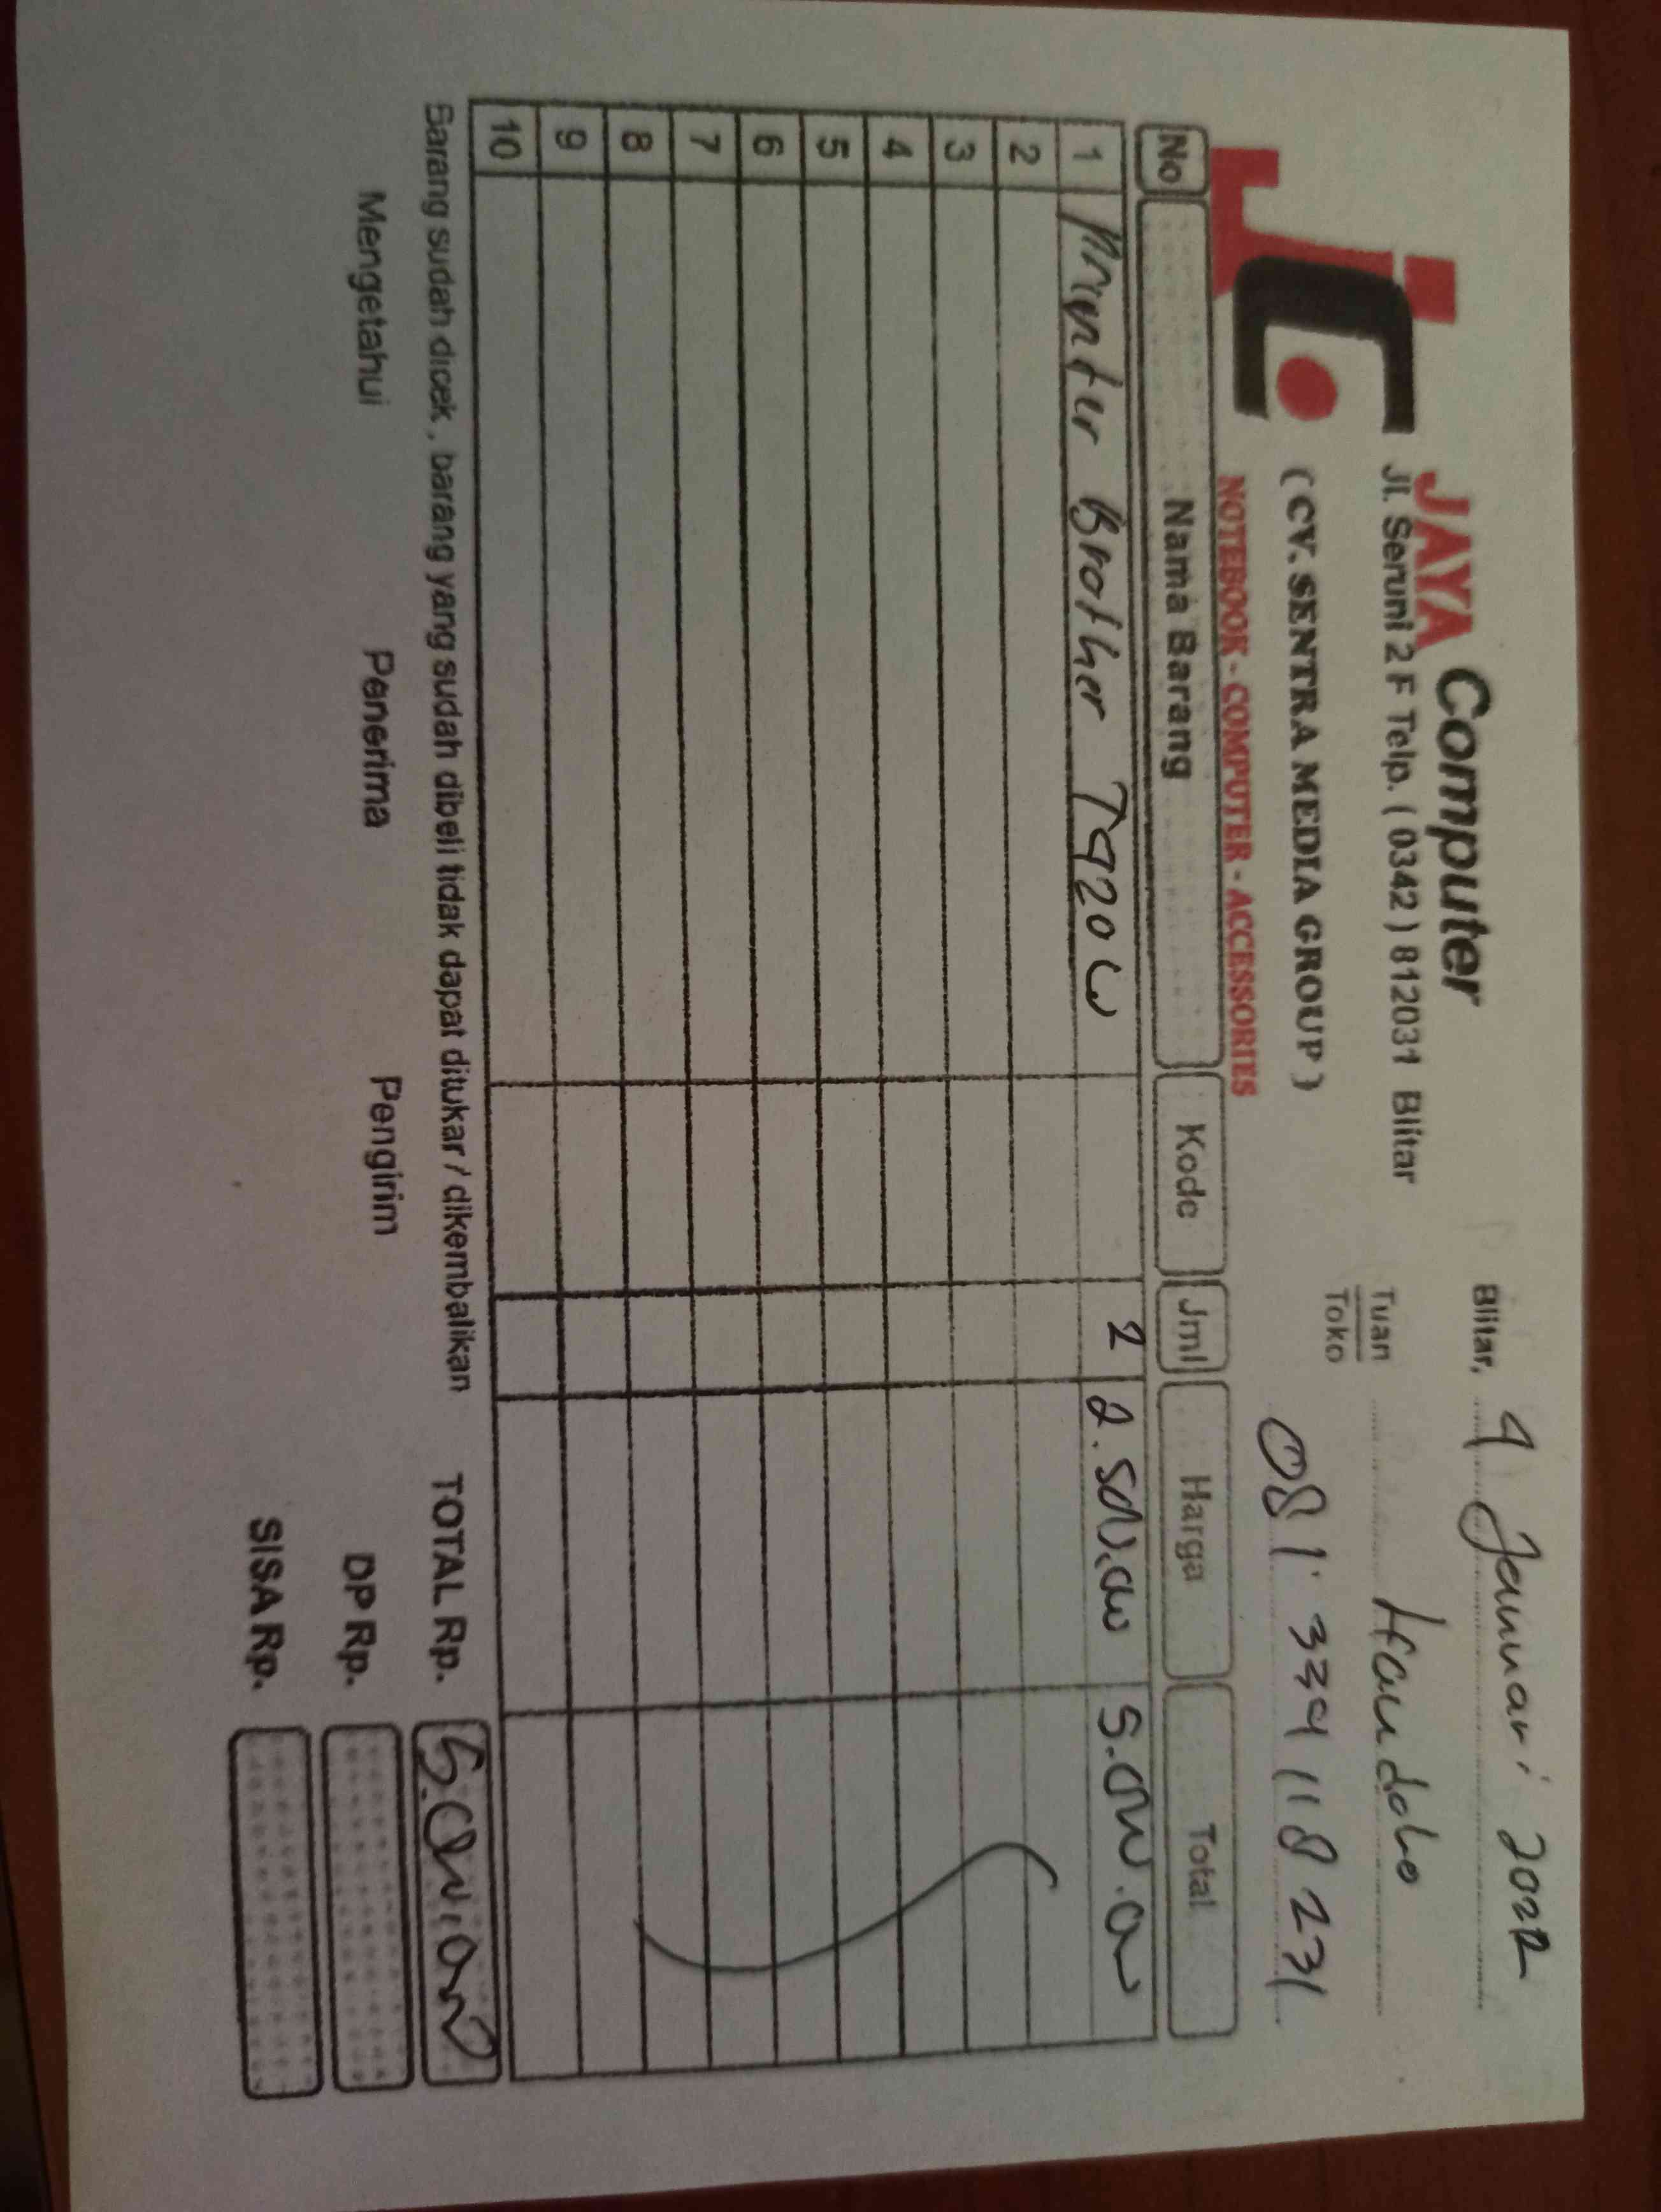 JC
JAYA Computer
Jl. Seruni 2 F Telp. ( 0342 ) 812031 Blitar
( CV. SENTRA MEDIA GROUP )
NOTEBOOK - COMPUTER - ACCESSORIES
Blitar, 4 Januari 2022
Tuan
Toko
Handoko
081 339 118 231
No Nama Barang Kode Jml Harga Total
1 Printer Brother T920W 2 2.500.000 5.000.000
2
3
4
5
6
7
8
9
10
Barang sudah dicek, barang yang sudah dibeli tidak dapat ditukar / dikembalikan
TOTAL Rp. 5.000.000
Mengetahui Penerima Pengirim
DP Rp.
SISA Rp.